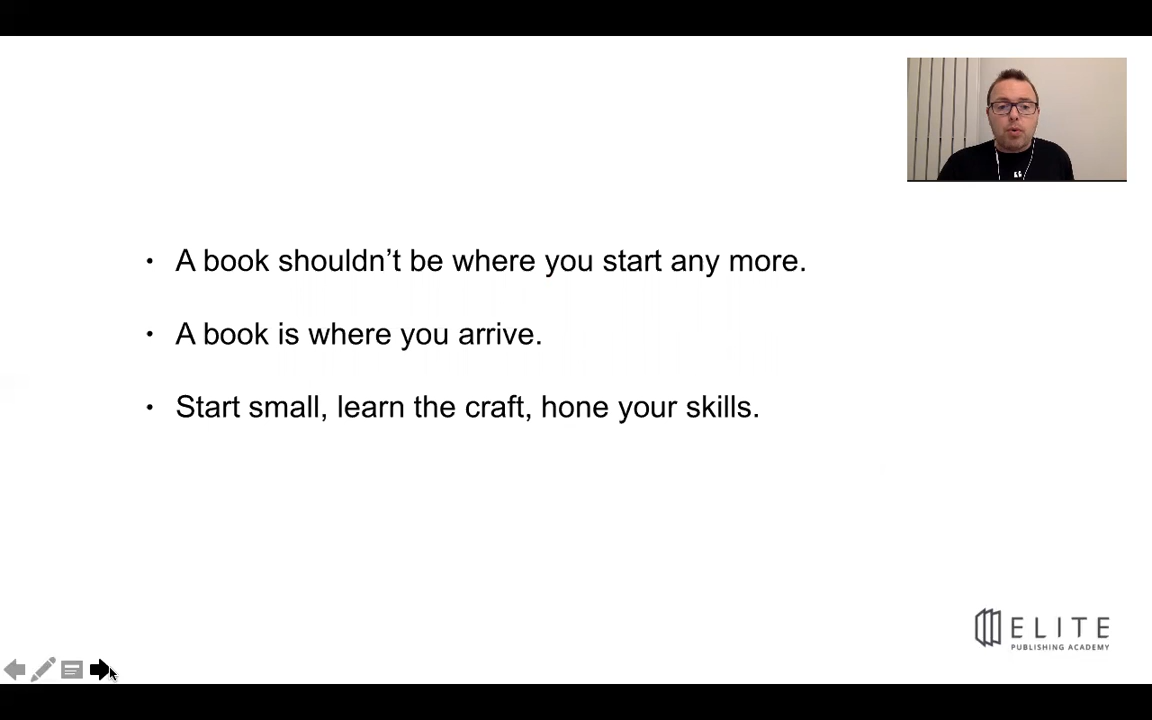 • A book shouldn’t be where you start any more.
• A book is where you arrive.
• Start small, learn the craft, hone your skills.
ELITE
PUBLISHING ACADEMY